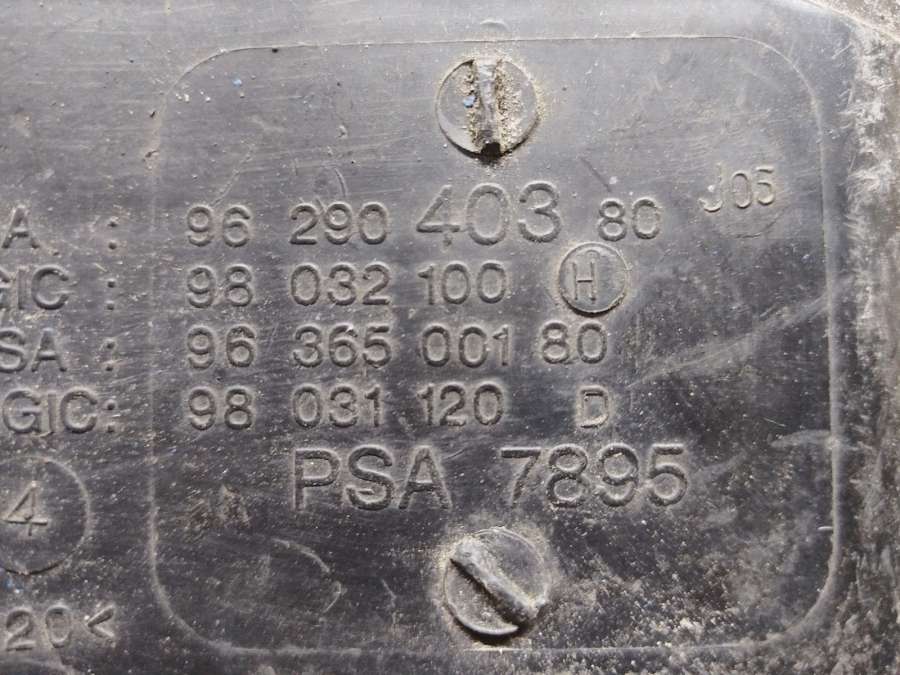 A. : 96 290 403 80 J05
GIC : 98 032 100 H
SA : 96 365 001 80
GIC: 98 031 120 D
PSA 7895
4
20<